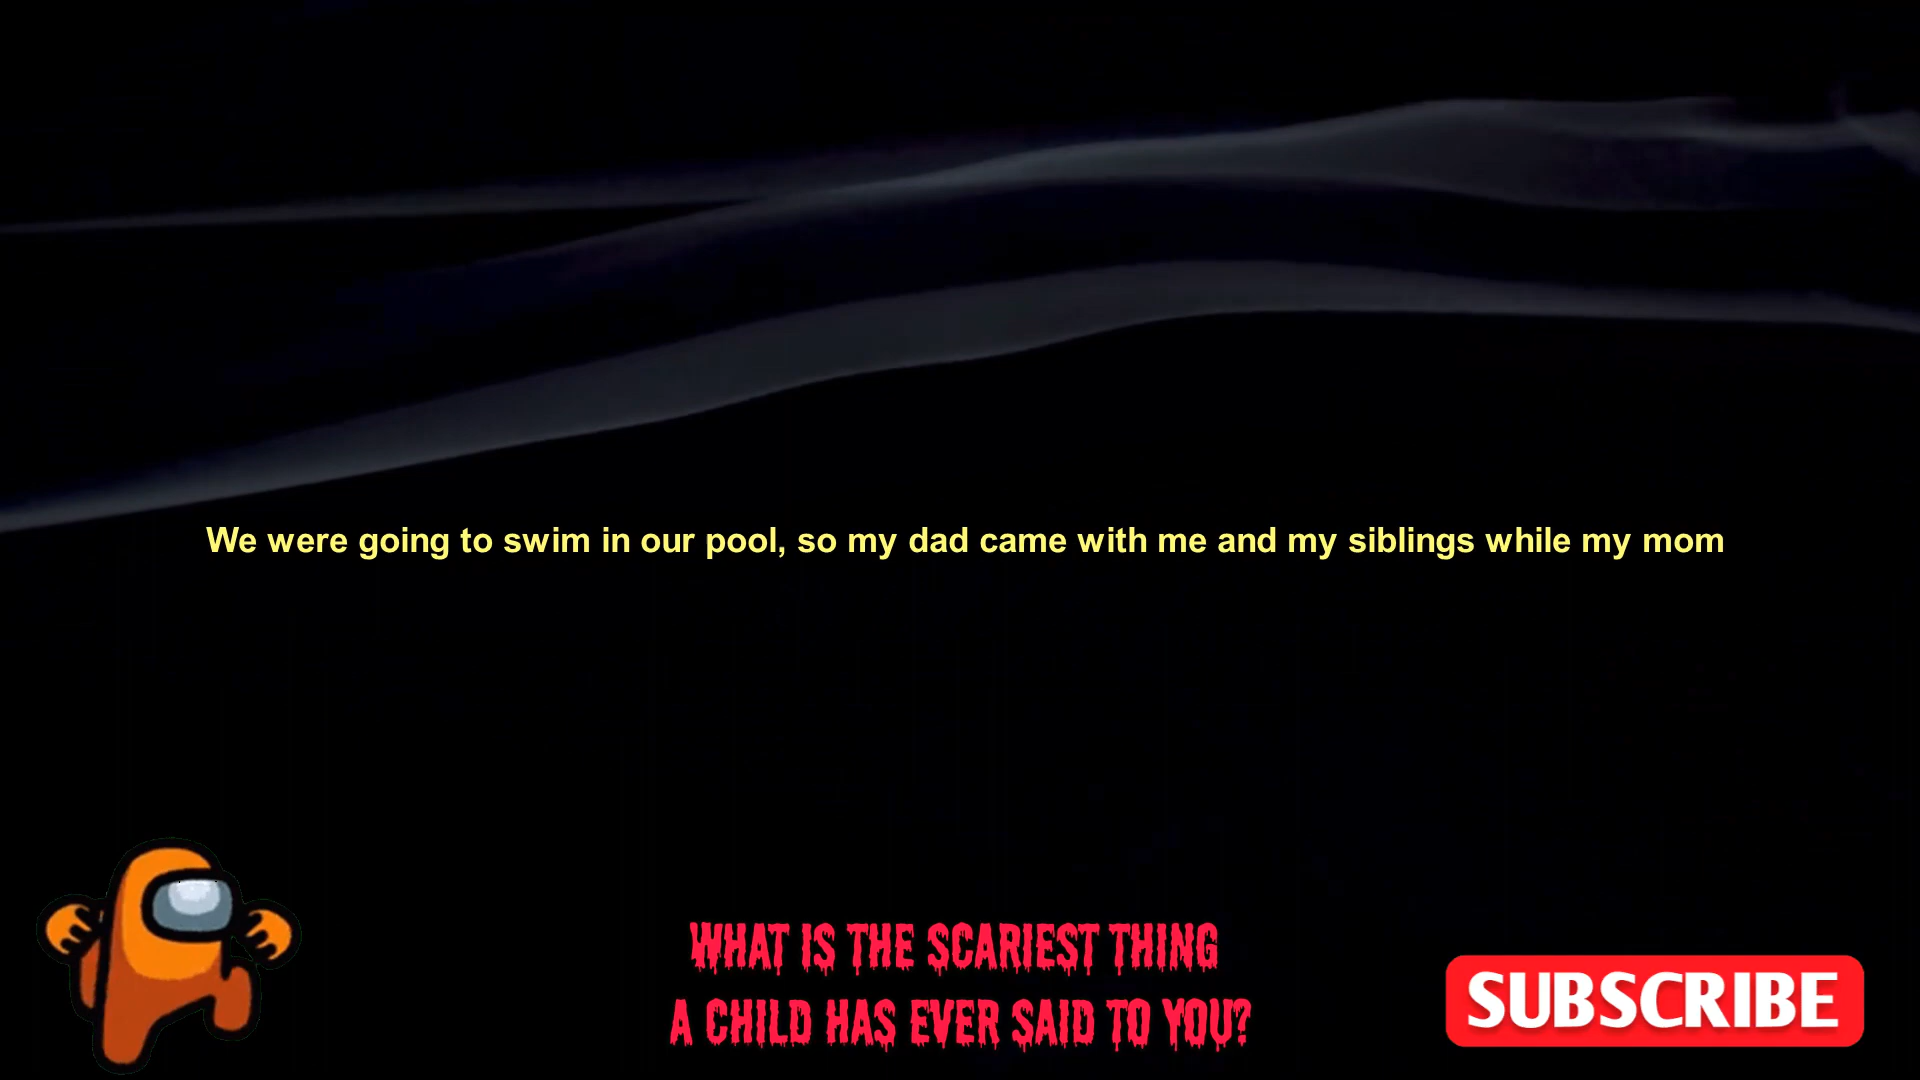 We were going to swim in our pool, so my dad came with me and my siblings while my mom
WHAT IS THE SCARIEST THING
A CHILD HAS EVER SAID TO YOU?
SUBSCRIBE